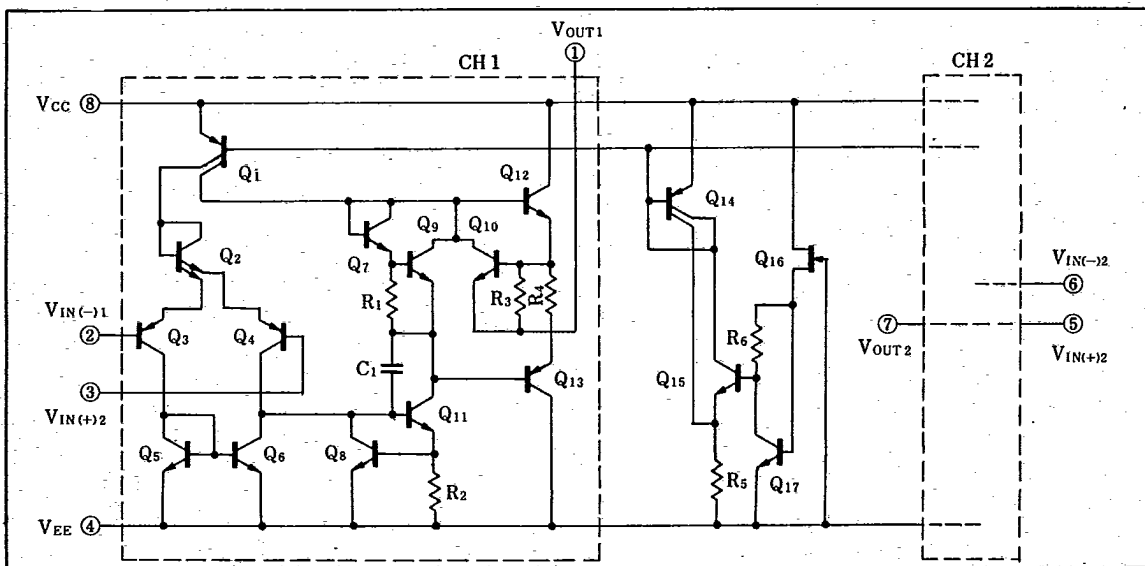 VOUT1
①
CH1
CH2
VCC ⑧
Q1
Q12
Q14
Q2
Q9
Q10
Q7
Q16
VIN(-)2
⑥
R1
R3
R4
VIN(-)1
②
Q3
Q4
⑦
VOUT2
⑤
VIN(+)2
R6
C1
Q13
Q15
③
VIN(+)2
Q11
Q5
Q6
Q8
R2
R5
Q17
VEE ④